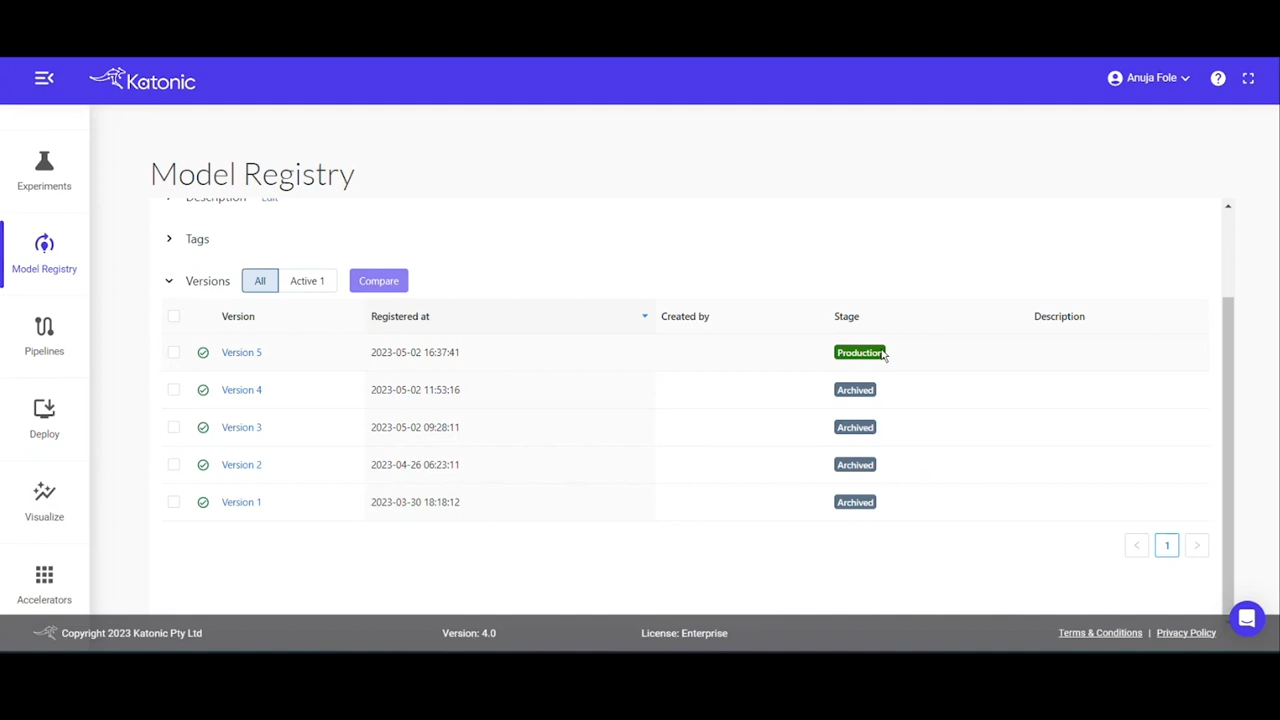 Katonic
Anuja Fole
Experiments
Model Registry
Pipelines
Deploy
Visualize
Accelerators
Model Registry
Description Edit
Tags
Versions All Active 1 Compare
Version Registered at Created by Stage Description
Version 5 2023-05-02 16:37:41 Production
Version 4 2023-05-02 11:53:16 Archived
Version 3 2023-05-02 09:28:11 Archived
Version 2 2023-04-26 06:23:11 Archived
Version 1 2023-03-30 18:18:12 Archived
< 1 >
Copyright 2023 Katonic Pty Ltd Version: 4.0 License: Enterprise Terms & Conditions | Privacy Policy